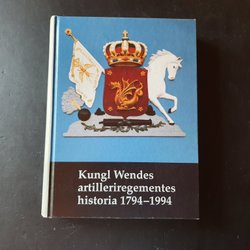 Kungl Wendes
artilleriregementes
historia 1794–1994